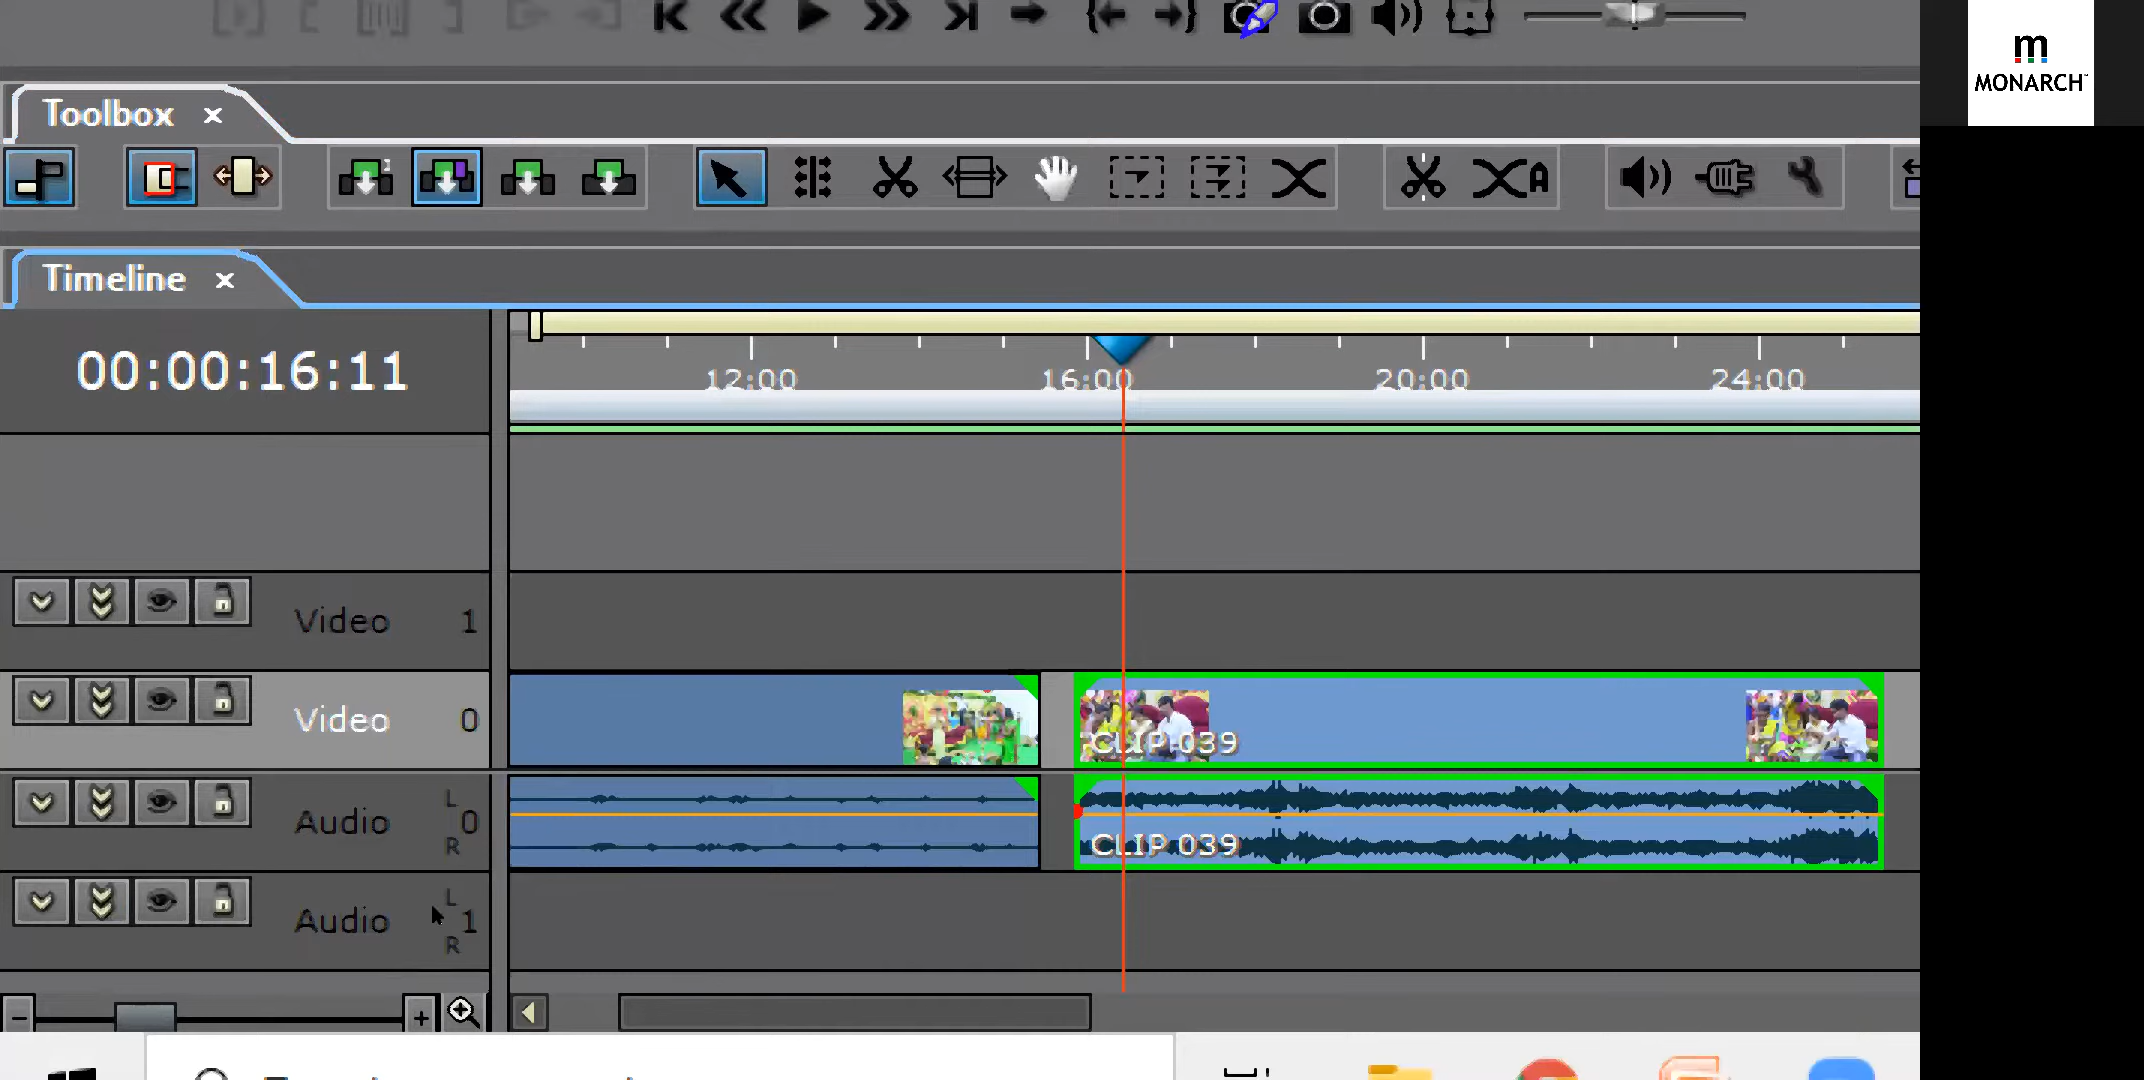 m
MONARCH
Toolbox ×
Timeline ×
00:00:16:11
12:00 16:00 20:00 24:00
Video 1
Video 0
CLIP 039
Audio L 0 R
CLIP 039
Audio L 1 R